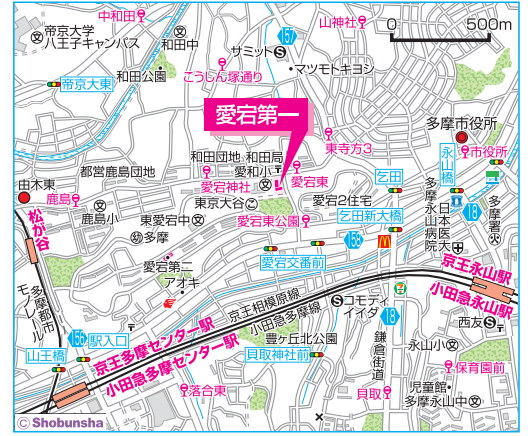 中和田
帝京大学
八王子キャンパス
和田中
山神社
0
500m
サミット
S
157
マツモトキヨシ
和田公園
こうしん塚通り
帝京大東
愛宕第一
東寺方3
多摩市役所
市役所
和田団地
和田局
都営鹿島団地
愛和小
愛宕東
乞田
永山橋
由木東
鹿島
愛宕神社
東京大谷
愛宕2住宅
鹿島小
東愛宕中
愛宕東公園
乞田新大橋
多摩永山病院
日本医大
18
多摩署
松が谷
幼多摩
158
愛宕交番前
愛宕第二
アオキ
京王永山駅
小田急永山駅
多摩都市
モノレール
京王相模原線
小田急多摩線
S
コモディ
イイダ
18
西友
S
156
駅入口
京王多摩センター駅
小田急多摩センター駅
豊ケ丘北公園
鎌倉街道
永山小
山王橋
貝取神社前
保育園前
落合東
貝取
児童館
多摩永山中
© Shobunsha